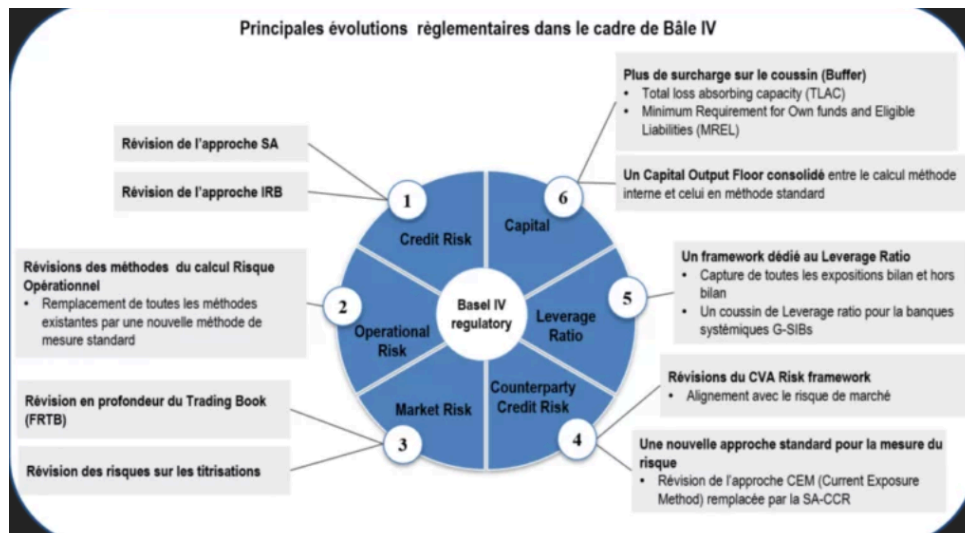 Principales évolutions règlementaires dans le cadre de Bâle IV
Révision de l'approche SA
Révision de l'approche IRB
Révisions des méthodes du calcul Risque
Opérationnel
• Remplacement de toutes les méthodes
existantes par une nouvelle méthode de
mesure standard
Révision en profondeur du Trading Book
(FRTB)
Révision des risques sur les titrisations
1
Credit Risk
2
Operational
Risk
3
Market Risk
Basel IV
regulatory
6
Capital
5
Leverage
Ratio
4
Counterparty
Credit Risk
Plus de surcharge sur le coussin (Buffer)
• Total loss absorbing capacity (TLAC)
• Minimum Requirement for Own funds and Eligible
Liabilities (MREL)
Un Capital Output Floor consolidé entre le calcul méthode
interne et celui en méthode standard
Un framework dédié au Leverage Ratio
• Capture de toutes les expositions bilan et hors
bilan
• Un coussin de Leverage ratio pour la banques
systémiques G-SIBs
Révisions du CVA Risk framework
• Alignement avec le risque de marché
Une nouvelle approche standard pour la mesure du
risque
• Révision de l'approche CEM (Current Exposure
Method) remplacée par la SA-CCR